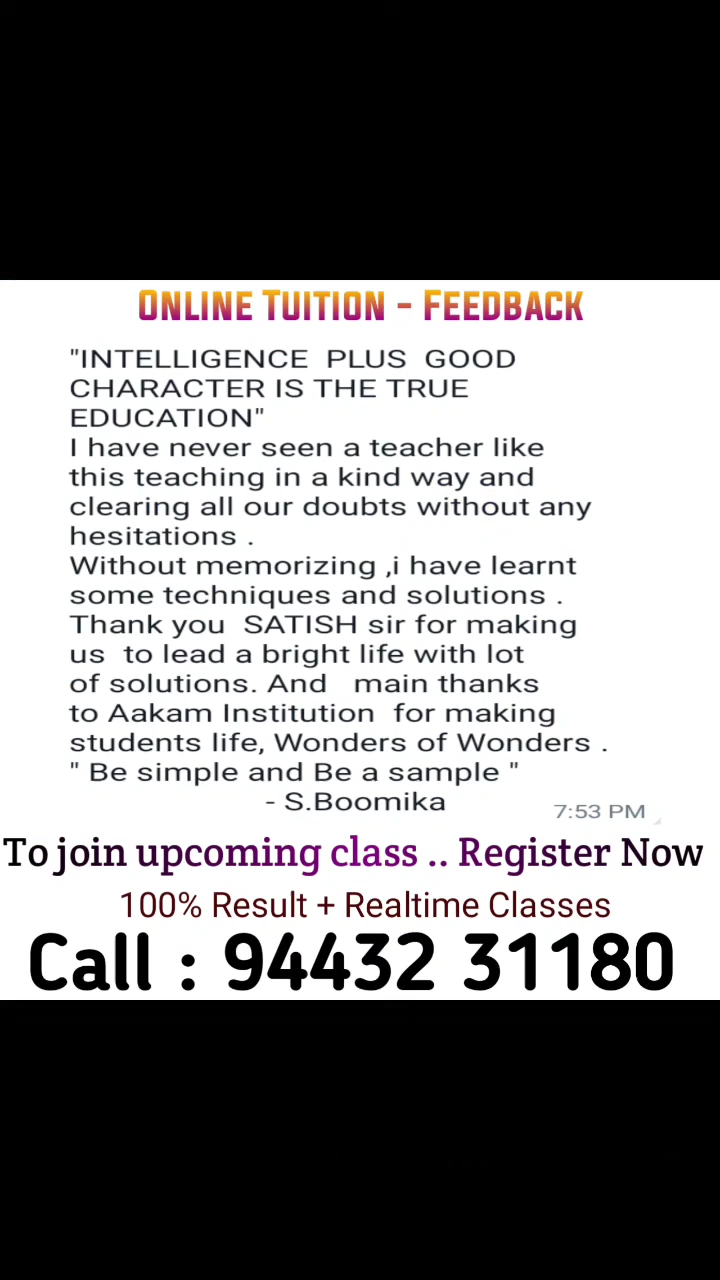 ONLINE TUITION - FEEDBACK
"INTELLIGENCE PLUS GOOD
CHARACTER IS THE TRUE
EDUCATION"
I have never seen a teacher like
this teaching in a kind way and
clearing all our doubts without any
hesitations .
Without memorizing ,i have learnt
some techniques and solutions .
Thank you SATISH sir for making
us to lead a bright life with lot
of solutions. And main thanks
to Aakam Institution for making
students life, Wonders of Wonders .
" Be simple and Be a sample "
- S.Boomika
7:53 PM
To join upcoming class .. Register Now
100% Result + Realtime Classes
Call : 94432 31180